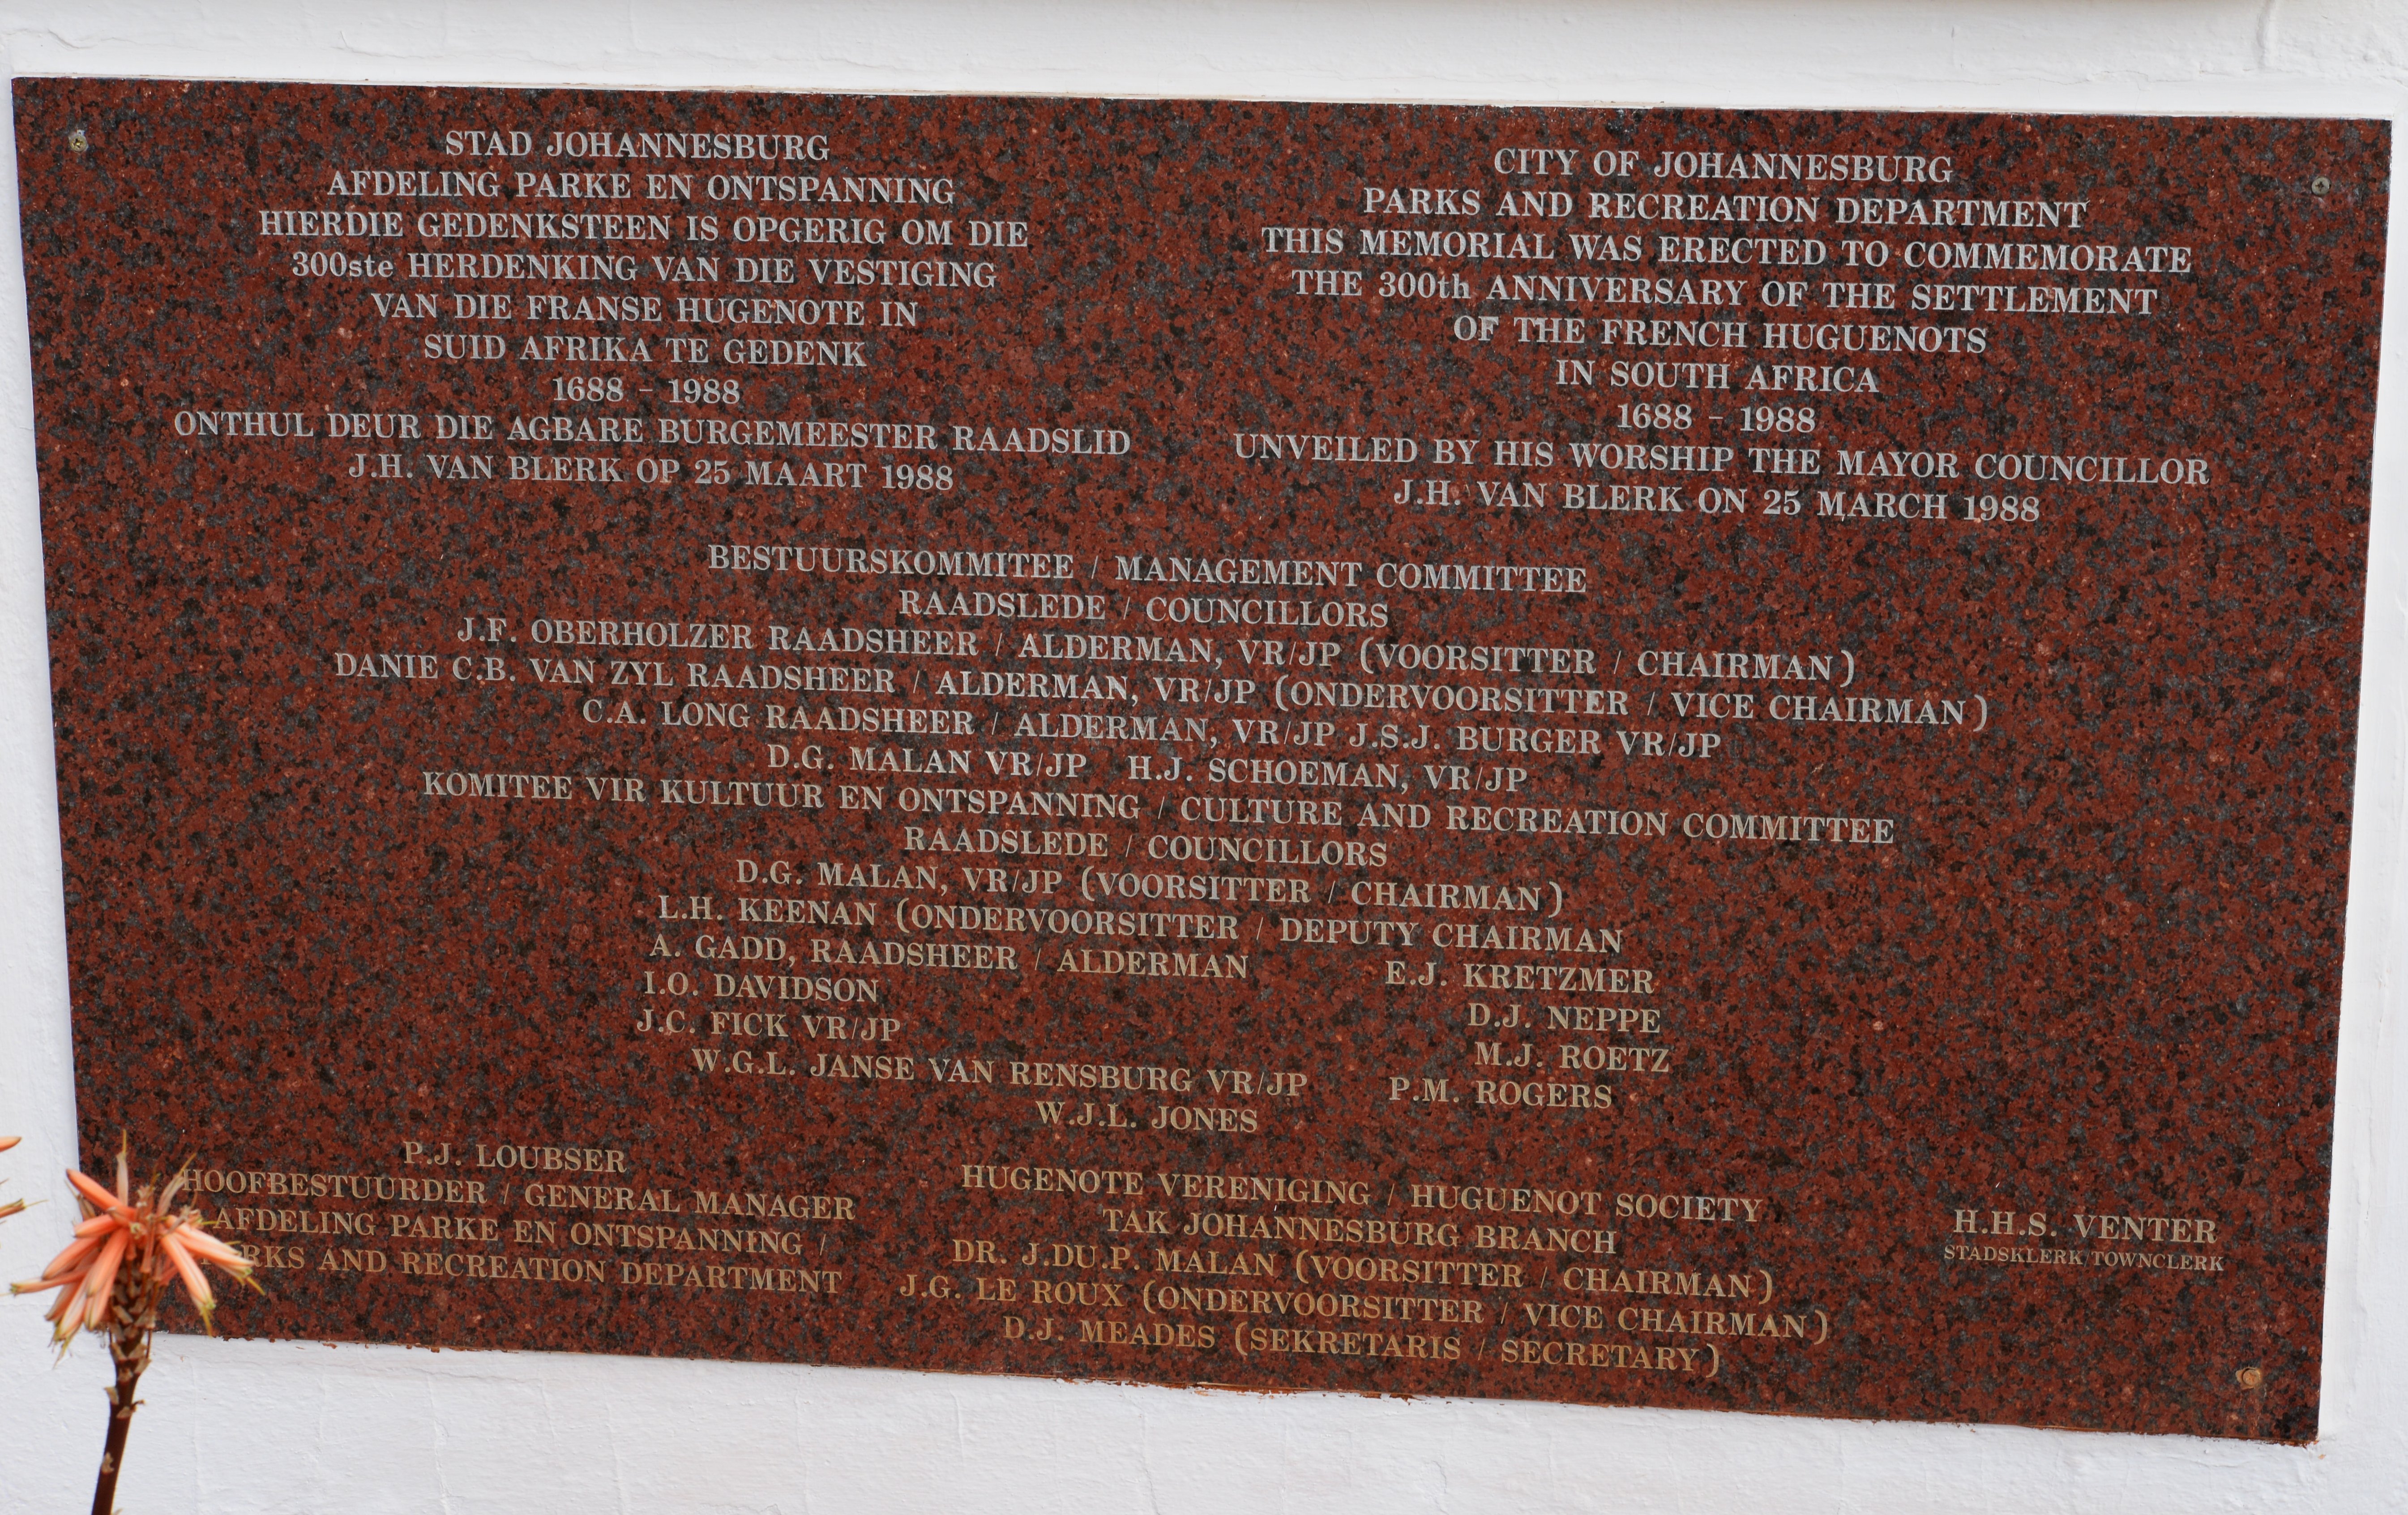 STAD JOHANNESBURG
AFDELING PARKE EN ONTSPANNING
HIERDIE GEDENKSTEEN IS OPGERIG OM DIE
300ste HERDENKING VAN DIE VESTIGING
VAN DIE FRANSE HUGENOTE IN
SUID AFRIKA TE GEDENK
1688 - 1988
ONTHUL DEUR DIE AGBARE BURGEMEESTER RAADSLID
J.H. VAN BLERK OP 25 MAART 1988
CITY OF JOHANNESBURG
PARKS AND RECREATION DEPARTMENT
THIS MEMORIAL WAS ERECTED TO COMMEMORATE
THE 300th ANNIVERSARY OF THE SETTLEMENT
OF THE FRENCH HUGUENOTS
IN SOUTH AFRICA
1688 - 1988
UNVEILED BY HIS WORSHIP THE MAYOR COUNCILLOR
J.H. VAN BLERK ON 25 MARCH 1988
BESTUURSKOMMITEE / MANAGEMENT COMMITTEE
RAADSLEDE / COUNCILLORS
J.F. OBERHOLZER RAADSHEER / ALDERMAN, VR/JP (VOORSITTER / CHAIRMAN)
DANIE C.B. VAN ZYL RAADSHEER / ALDERMAN, VR/JP (ONDERVOORSITTER / VICE CHAIRMAN)
C.A. LONG RAADSHEER / ALDERMAN, VR/JP J.S.J. BURGER VR/JP
D.G. MALAN VR/JP H.J. SCHOEMAN, VR/JP
KOMITEE VIR KULTUUR EN ONTSPANNING / CULTURE AND RECREATION COMMITTEE
RAADSLEDE / COUNCILLORS
D.G. MALAN, VR/JP (VOORSITTER / CHAIRMAN)
L.H. KEENAN (ONDERVOORSITTER / DEPUTY CHAIRMAN
A. GADD, RAADSHEER / ALDERMAN E.J. KRETZMER
I.O. DAVIDSON D.J. NEPPE
J.C. FICK VR/JP M.J. ROETZ
W.G.L. JANSE VAN RENSBURG VR/JP P.M. ROGERS
W.J.L. JONES
P.J. LOUBSER
HOOFBESTUURDER / GENERAL MANAGER
AFDELING PARKE EN ONTSPANNING /
AND RECREATION DEPARTMENT
HUGENOTE VERENIGING / HUGUENOT SOCIETY
TAK JOHANNESBURG BRANCH
DR. J.DU.P. MALAN (VOORSITTER / CHAIRMAN)
J.G. LE ROUX (ONDERVOORSITTER / VICE CHAIRMAN)
D.J. MEADES (SEKRETARIS / SECRETARY)
H.H.S. VENTER
STADSKLERK/TOWNCLERK